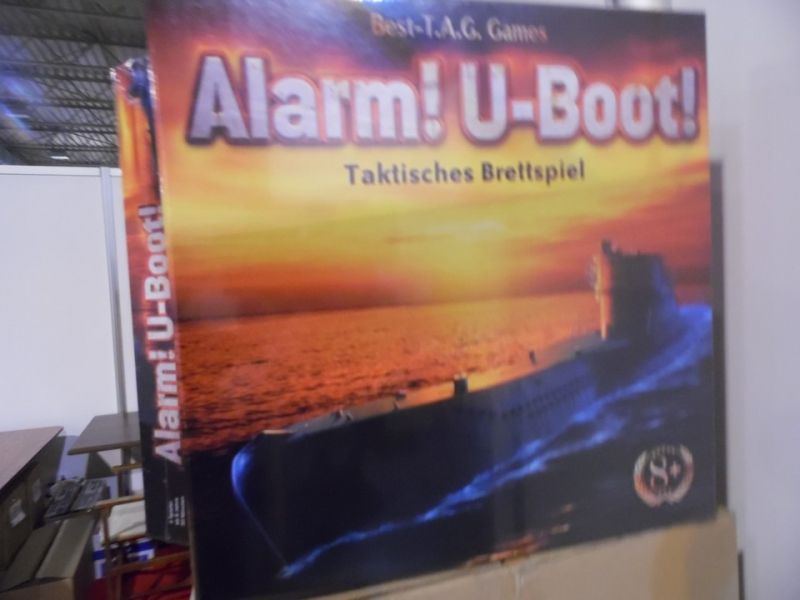 Best-T.A.G. Games
Alarm! U-Boot!
Taktisches Brettspiel
8+
Alarm! U-Boot!